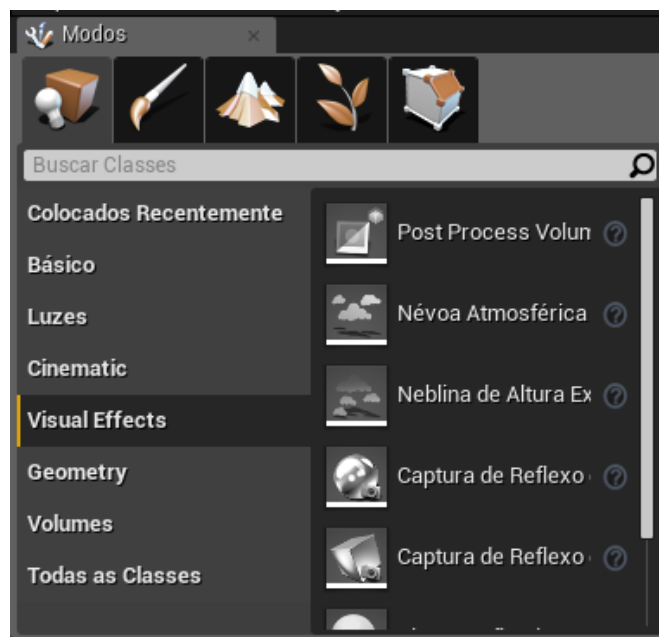 Modos
Buscar Classes
Colocados Recentemente
Básico
Luzes
Cinematic
Visual Effects
Geometry
Volumes
Todas as Classes
Post Process Volum
Névoa Atmosférica
Neblina de Altura Ex
Captura de Reflexo
Captura de Reflexo